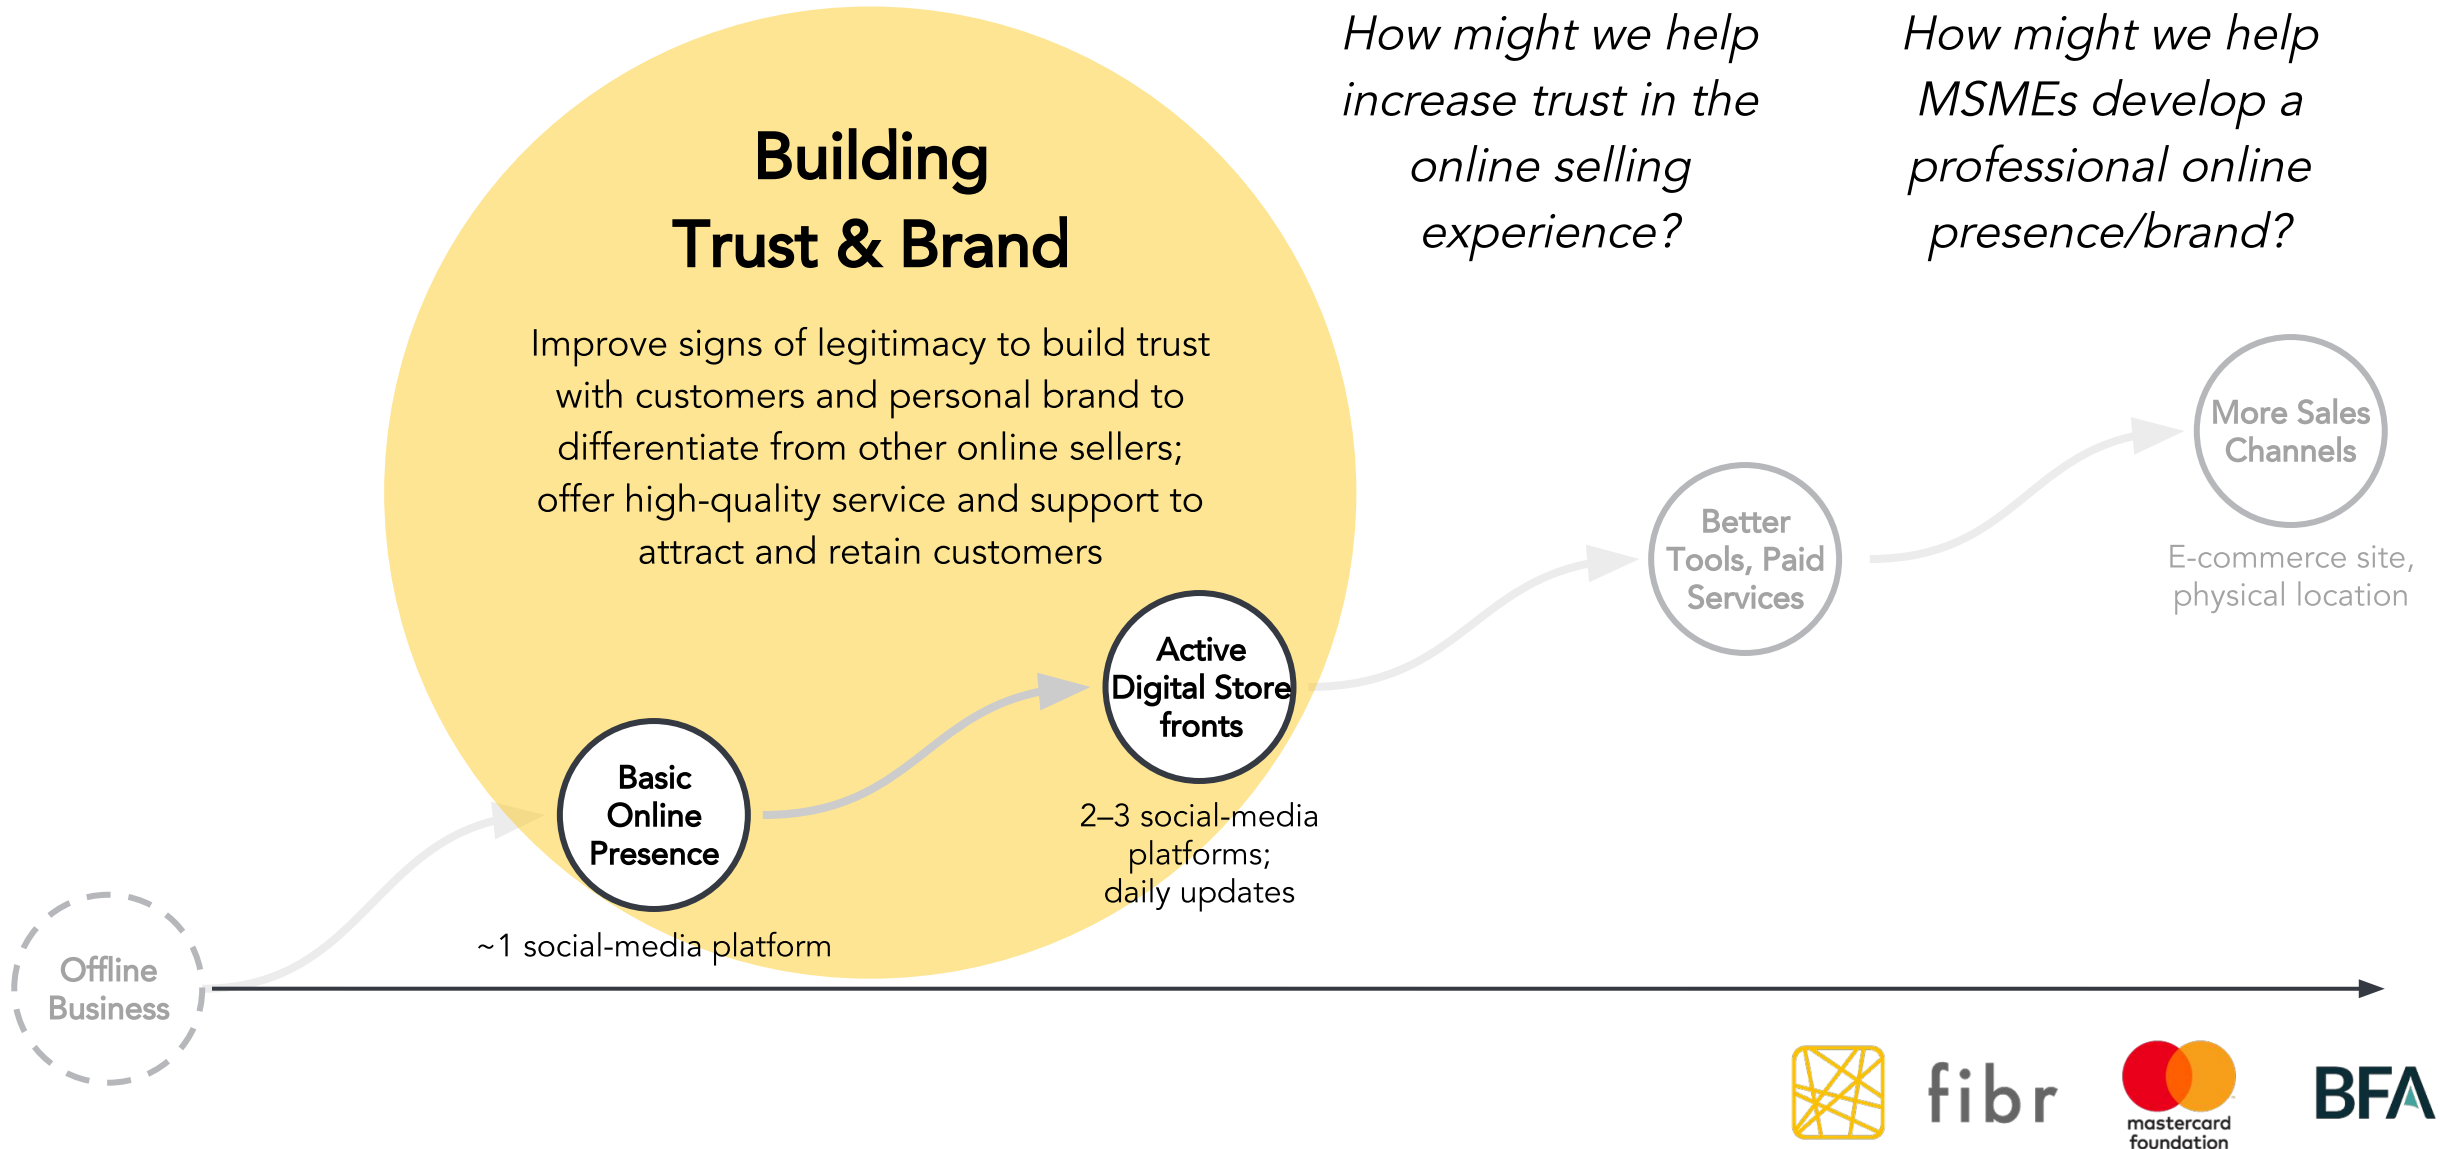 Building
Trust & Brand
Improve signs of legitimacy to build trust
with customers and personal brand to
differentiate from other online sellers;
offer high-quality service and support to
attract and retain customers
How might we help
increase trust in the
online selling
experience?
How might we help
MSMEs develop a
professional online
presence/brand?
Offline
Business
Basic
Online
Presence
~1 social-media platform
Active
Digital Store
fronts
2–3 social-media
platforms;
daily updates
Better
Tools, Paid
Services
More Sales
Channels
E-commerce site,
physical location
fibr
mastercard
foundation
BFA